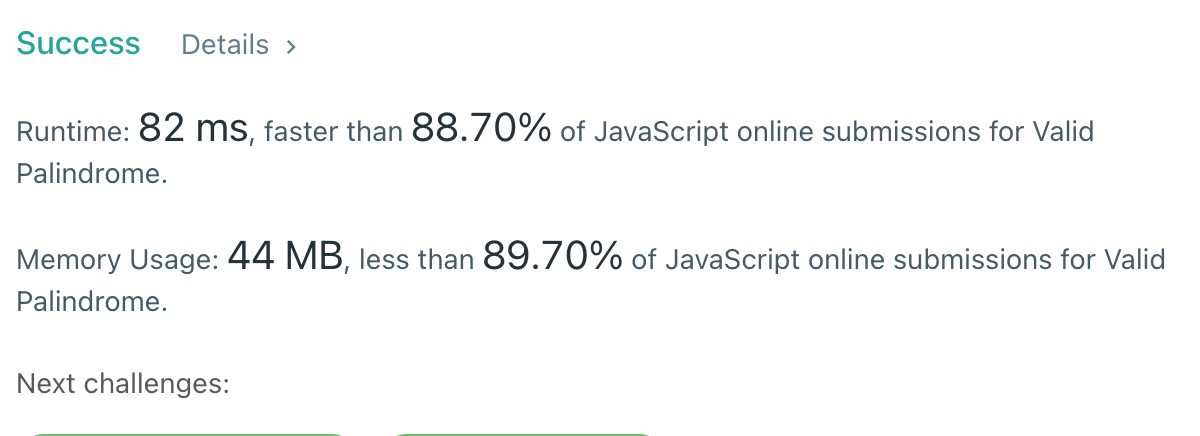 Success Details >
Runtime: 82 ms, faster than 88.70% of JavaScript online submissions for Valid
Palindrome.
Memory Usage: 44 MB, less than 89.70% of JavaScript online submissions for Valid
Palindrome.
Next challenges: